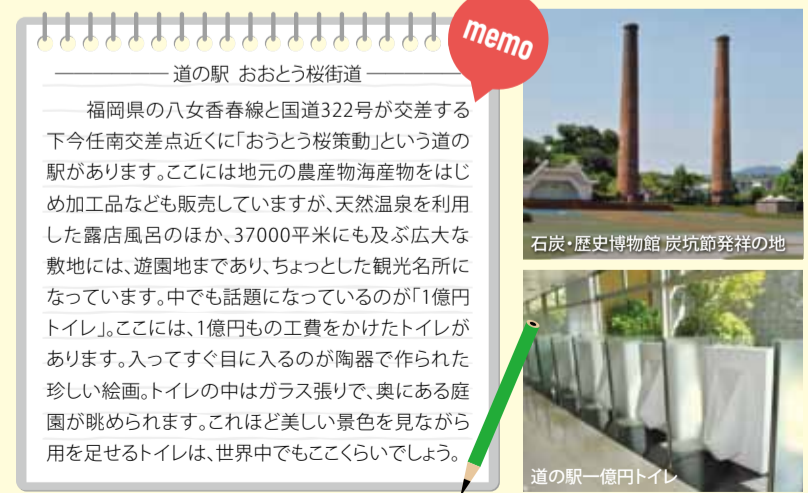 memo
道の駅 おおとう桜街道
福岡県の八女香春線と国道322号が交差する
下今任南交差点近くに「おうとう桜策動」という道の
駅があります。ここには地元の農産物海産物をはじ
め加工品なども販売していますが、天然温泉を利用
した露店風呂のほか、37000平米にも及ぶ広大な
敷地には、遊園地まであり、ちょっとした観光名所に
なっています。中でも話題になっているのが「1億円
トイレ」。ここには、1億円もの工費をかけたトイレが
あります。入ってすぐ目に入るのが陶器で作られた
珍しい絵画。トイレの中はガラス張りで、奥にある庭
園が眺められます。これほど美しい景色を見ながら
用を足せるトイレは、世界中でもここくらいでしょう。
石炭・歴史博物館 炭坑節発祥の地
道の駅一億円トイレ